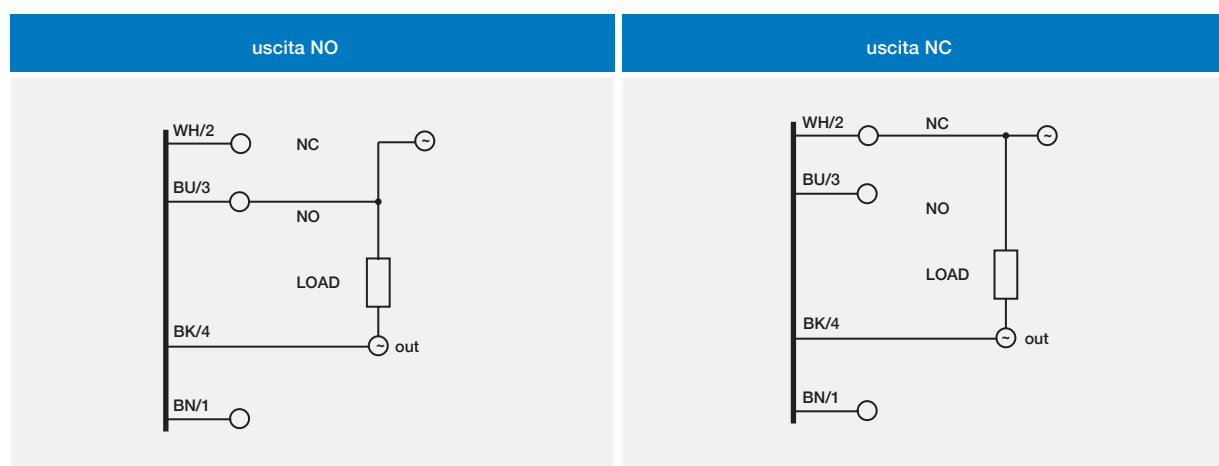 uscita NO
WH/2
NC
~
BU/3
NO
LOAD
BK/4
~
out
BN/1
uscita NC
WH/2
NC
~
BU/3
NO
LOAD
BK/4
~
out
BN/1